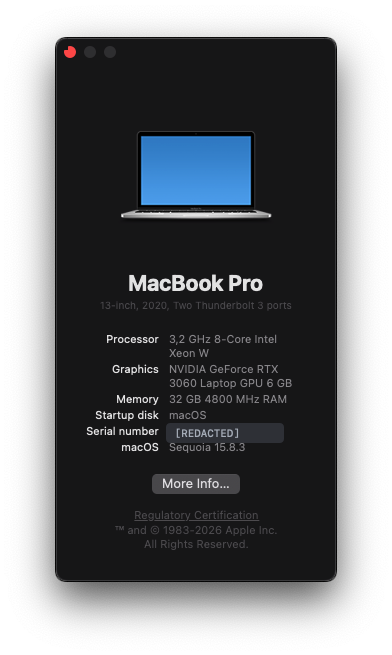 MacBook Pro
13-inch, 2020, Two Thunderbolt 3 ports
Processor 3,2 GHz 8-Core Intel
Xeon W
Graphics NVIDIA GeForce RTX
3060 Laptop GPU 6 GB
Memory 32 GB 4800 MHz RAM
Startup disk macOS
Serial number [REDACTED]
macOS Sequoia 15.8.3
More Info...
Regulatory Certification
™ and © 1983-2026 Apple Inc.
All Rights Reserved.